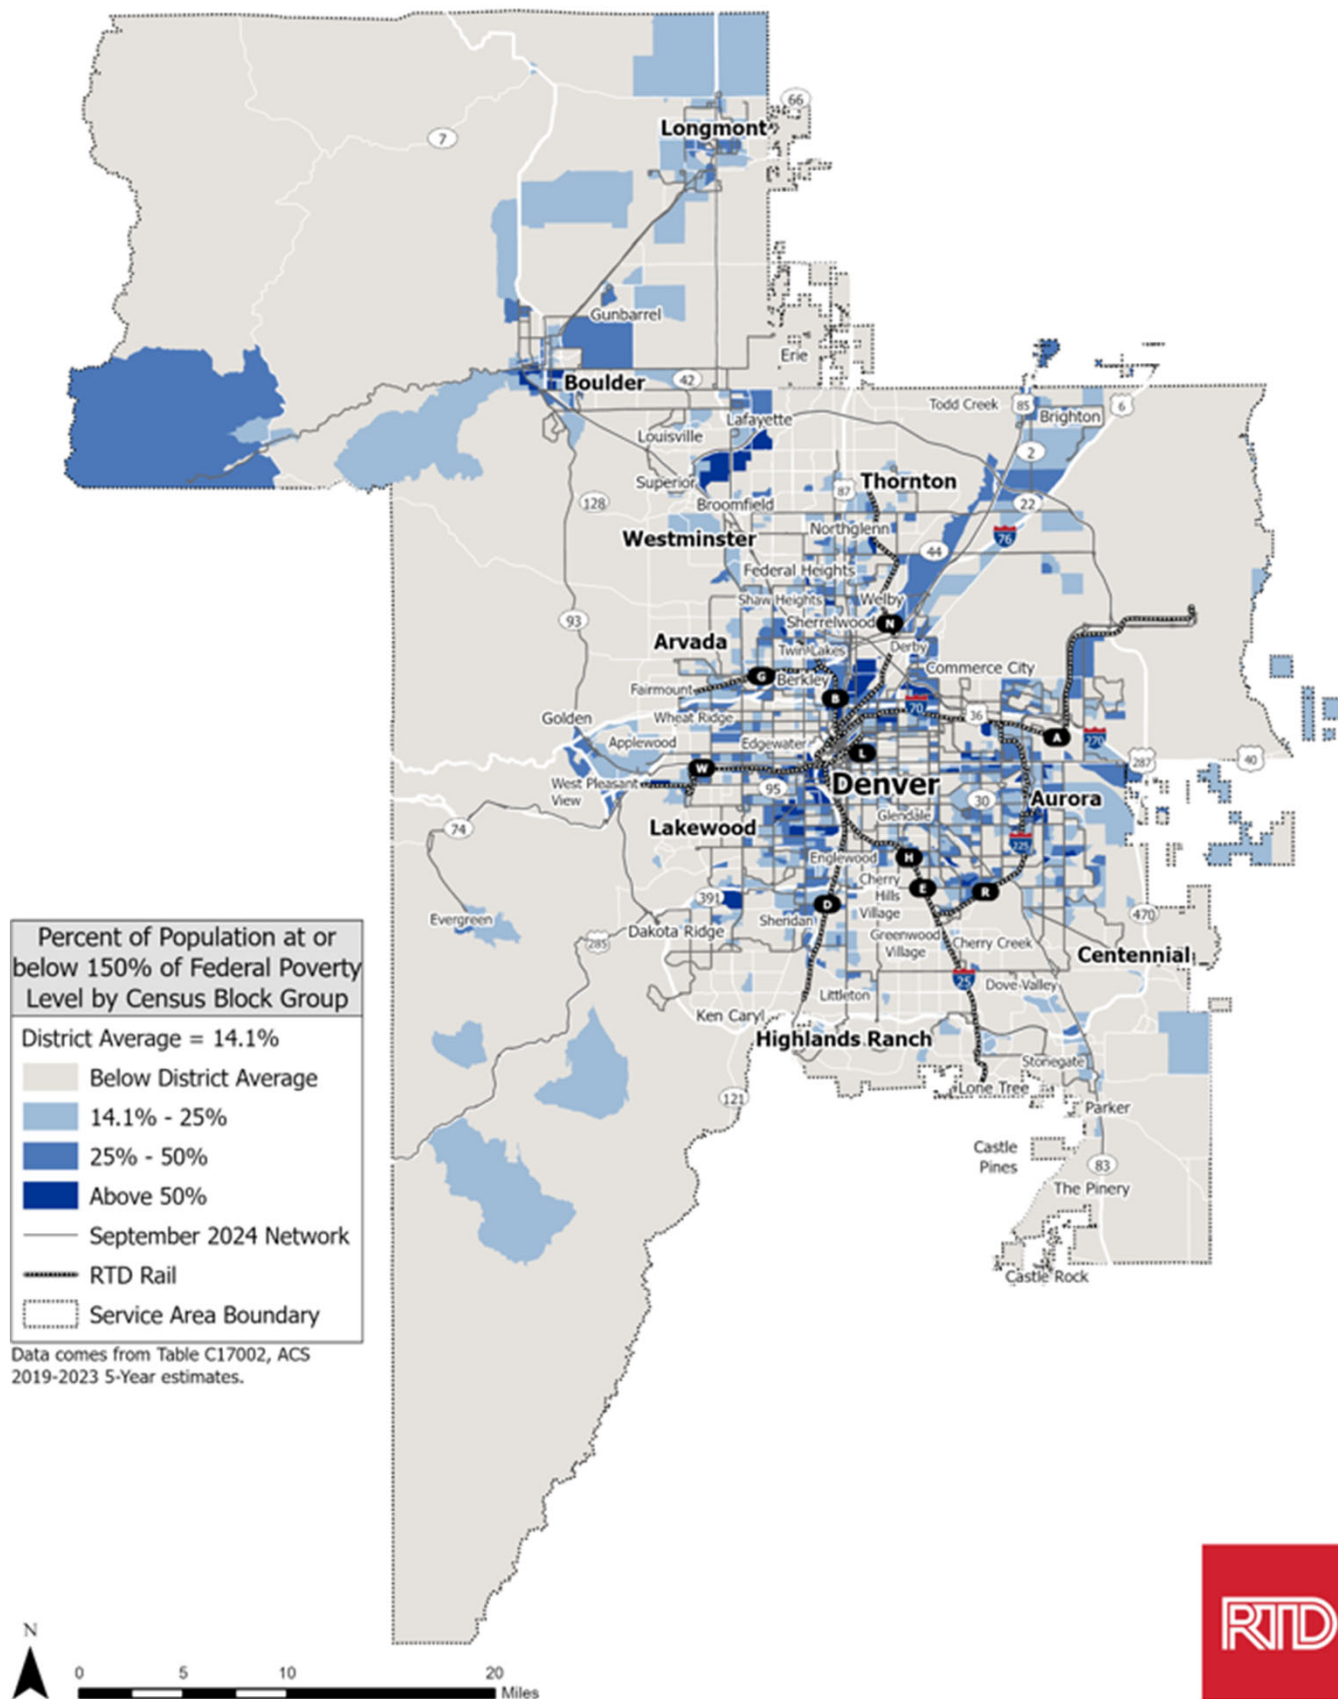 66
Longmont
7
Gunbarrel
Erie
Boulder
42
Todd Creek
85
6
Brighton
Lafayette
Louisville
2
Superior
Thornton
87
128
Broomfield
22
Northglenn
Westminster
76
44
Federal Heights
Shaw Heights
Welby
93
Sherrelwood
N
Arvada
Twin Lakes
Derby
Commerce City
G
Berkley
Fairmount
B
70
Golden
Wheat Ridge
36
Applewood
Edgewater
A
270
L
287
40
W
West Pleasant
View
95
Denver
30
Aurora
Glendale
74
Lakewood
225
Englewood
H
Cherry
Hills
Village
E
R
391
D
Evergreen
Sheridan
470
Dakota Ridge
285
Greenwood
Village
Cherry Creek
Centennial
25
Dove Valley
Littleton
Ken Caryl
Highlands Ranch
Stonegate
Lone Tree
121
Parker
Castle
Pines
83
The Pinery
Castle Rock
Percent of Population at or
below 150% of Federal Poverty
Level by Census Block Group
District Average = 14.1%
Below District Average
14.1% - 25%
25% - 50%
Above 50%
September 2024 Network
RTD Rail
Service Area Boundary
Data comes from Table C17002, ACS
2019-2023 5-Year estimates.
N
0 5 10 20
Miles
RTD